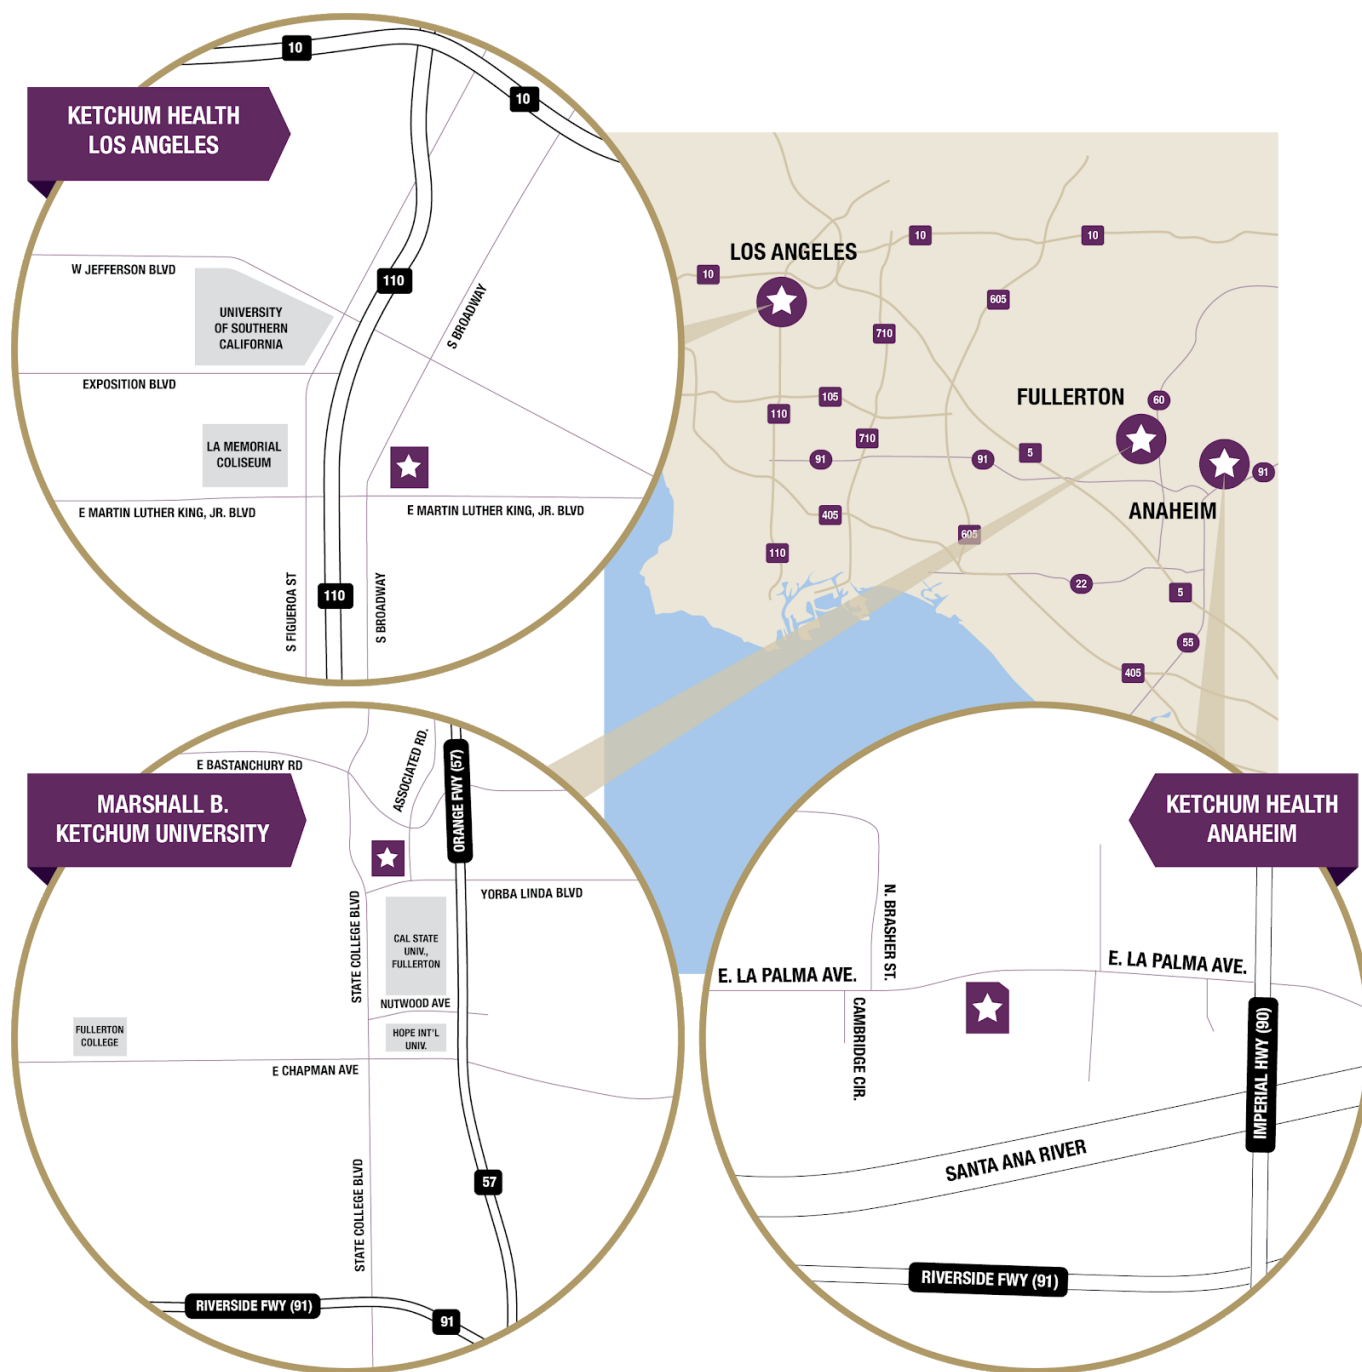 KETCHUM HEALTH
LOS ANGELES
10
10
W JEFFERSON BLVD
UNIVERSITY
OF SOUTHERN
CALIFORNIA
110
S BROADWAY
EXPOSITION BLVD
LA MEMORIAL
COLISEUM
E MARTIN LUTHER KING, JR. BLVD
E MARTIN LUTHER KING, JR. BLVD
S FIGUEROA ST
110
S BROADWAY
LOS ANGELES
10
10
10
605
710
FULLERTON
105
110
60
710
91
91
5
91
ANAHEIM
405
605
110
22
5
55
405
MARSHALL B.
KETCHUM UNIVERSITY
E BASTANCHURY RD
ASSOCIATED RD.
ORANGE FWY (57)
YORBA LINDA BLVD
STATE COLLEGE BLVD
CAL STATE
UNIV.,
FULLERTON
NUTWOOD AVE
FULLERTON
COLLEGE
HOPE INT'L
UNIV.
E CHAPMAN AVE
STATE COLLEGE BLVD
57
RIVERSIDE FWY (91)
91
KETCHUM HEALTH
ANAHEIM
N. BRASHER ST.
E. LA PALMA AVE.
E. LA PALMA AVE.
CAMBRIDGE CIR.
IMPERIAL HWY (90)
SANTA ANA RIVER
RIVERSIDE FWY (91)